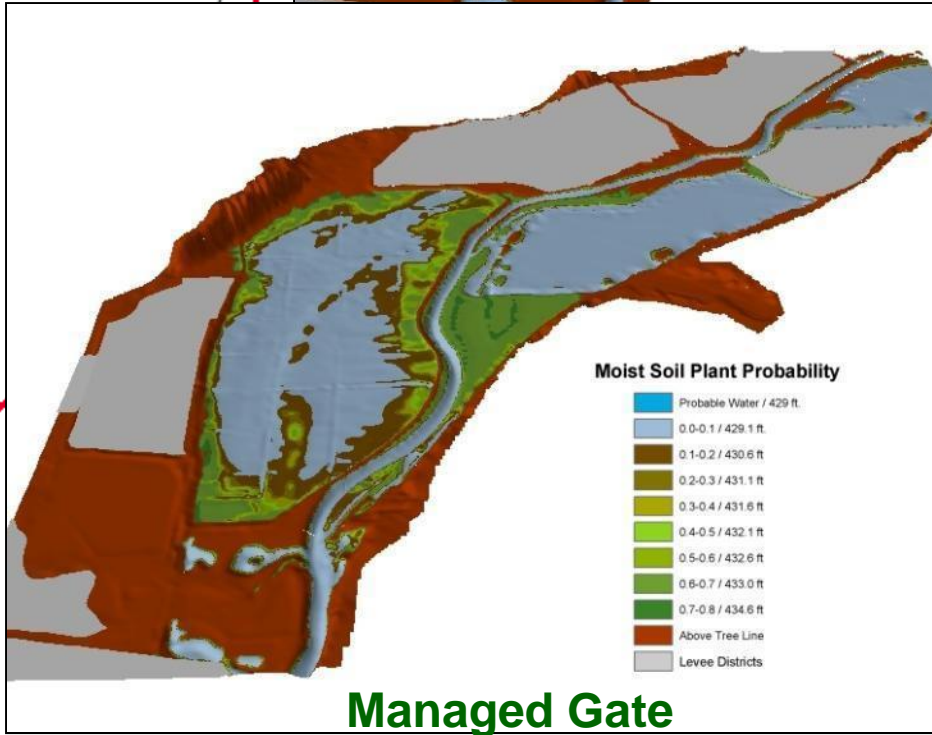 Moist Soil Plant Probability
Probable Water / 429 ft.
0.0-0.1 / 429.1 ft.
0.1-0.2 / 430.6 ft
0.2-0.3 / 431.1 ft
0.3-0.4 / 431.6 ft
0.4-0.5 / 432.1 ft
0.5-0.6 / 432.6 ft
0.6-0.7 / 433.0 ft
0.7-0.8 / 434.6 ft
Above Tree Line
Levee Districts
Managed Gate